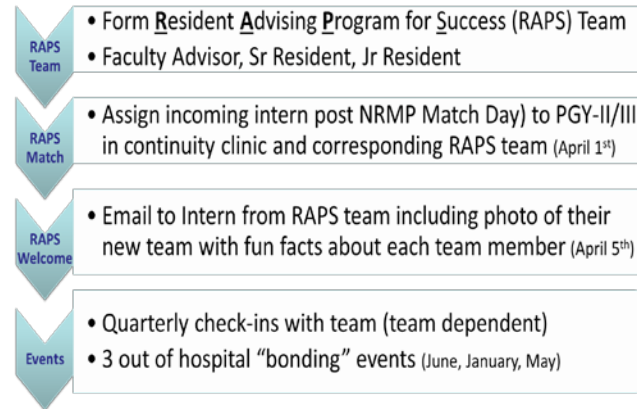 RAPS
Team
• Form Resident Advising Program for Success (RAPS) Team
• Faculty Advisor, Sr Resident, Jr Resident
RAPS
Match
• Assign incoming intern post NRMP Match Day) to PGY-II/III
in continuity clinic and corresponding RAPS team (April 1st)
RAPS
Welcome
• Email to Intern from RAPS team including photo of their
new team with fun facts about each team member (April 5th)
Events
• Quarterly check-ins with team (team dependent)
• 3 out of hospital “bonding” events (June, January, May)